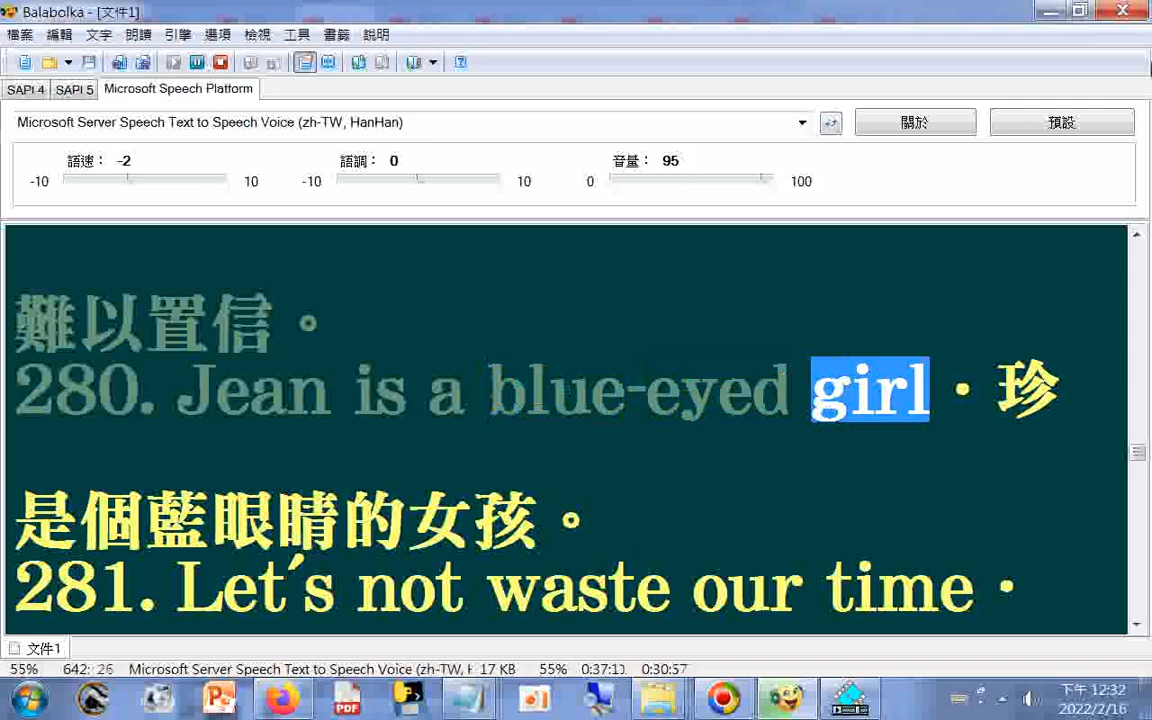 Balabolka - [文件1]
檔案 編輯 文字 朗讀 引擎 選項 檢視 工具 書籤 說明
SAPI 4 SAPI 5 Microsoft Speech Platform
Microsoft Server Speech Text to Speech Voice (zh-TW, HanHan) 關於 預設
語速： -2 語調： 0 音量： 95
-10 10 -10 10 0 100
難以置信。
280. Jean is a blue-eyed girl．珍
是個藍眼睛的女孩。
281. Let's not waste our time．
文件1
55% 642: 26 Microsoft Server Speech Text to Speech Voice (zh-TW, 17 KB 55% 0:37:11 0:30:57
PDF
下午 12:32
2022/2/16